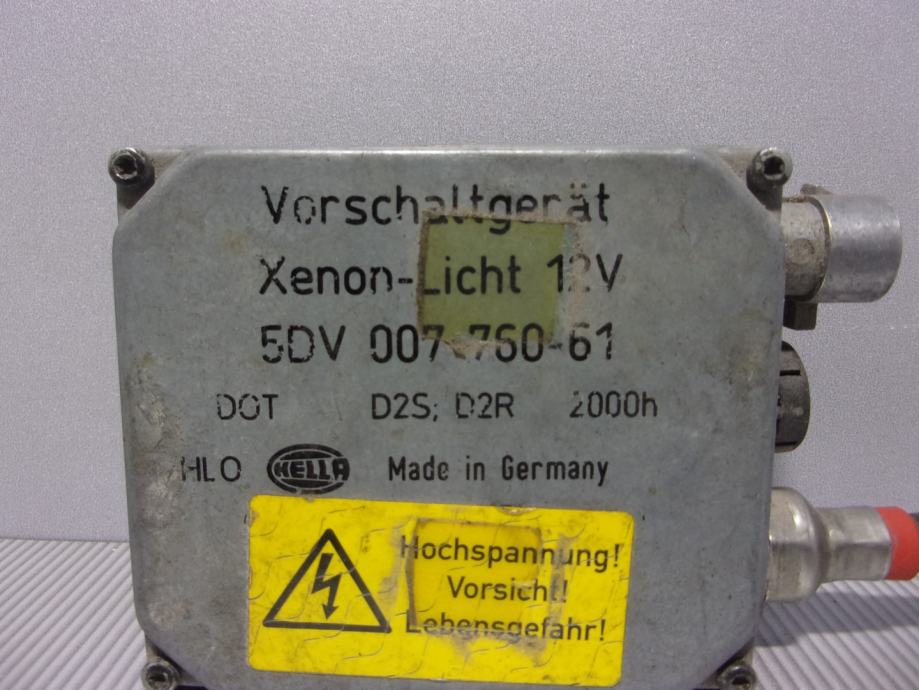 Vorschaltgerät
Xenon-Licht 12V
5DV 007 760-61
DOT D2S; D2R 2000h
HLO HELLA Made in Germany
Hochspannung!
Vorsicht!
Lebensgefahr!